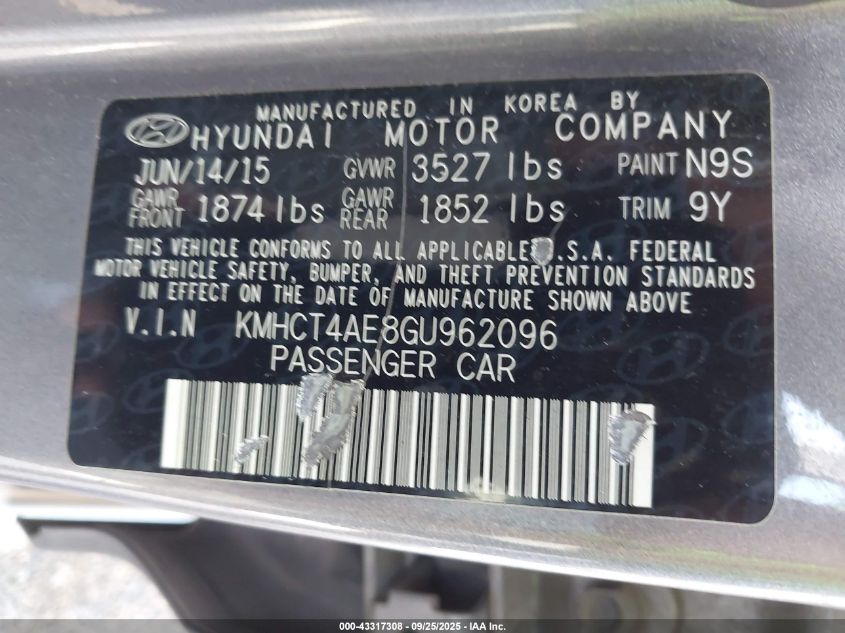 MANUFACTURED IN KOREA BY
HYUNDAI MOTOR COMPANY
JUN/14/15 GVWR 3527 lbs PAINT N9S
GAWR FRONT 1874 lbs GAWR REAR 1852 lbs TRIM 9Y
THIS VEHICLE CONFORMS TO ALL APPLICABLE .S.A. FEDERAL
MOTOR VEHICLE SAFETY, BUMPER, AND THEFT PREVENTION STANDARDS
IN EFFECT ON THE DATE OF MANUFACTURE SHOWN ABOVE
V.I.N KMHCT4AE8GU962096
PASSENGER CAR
000-43317308 - 09/25/2025 - IAA, Inc.